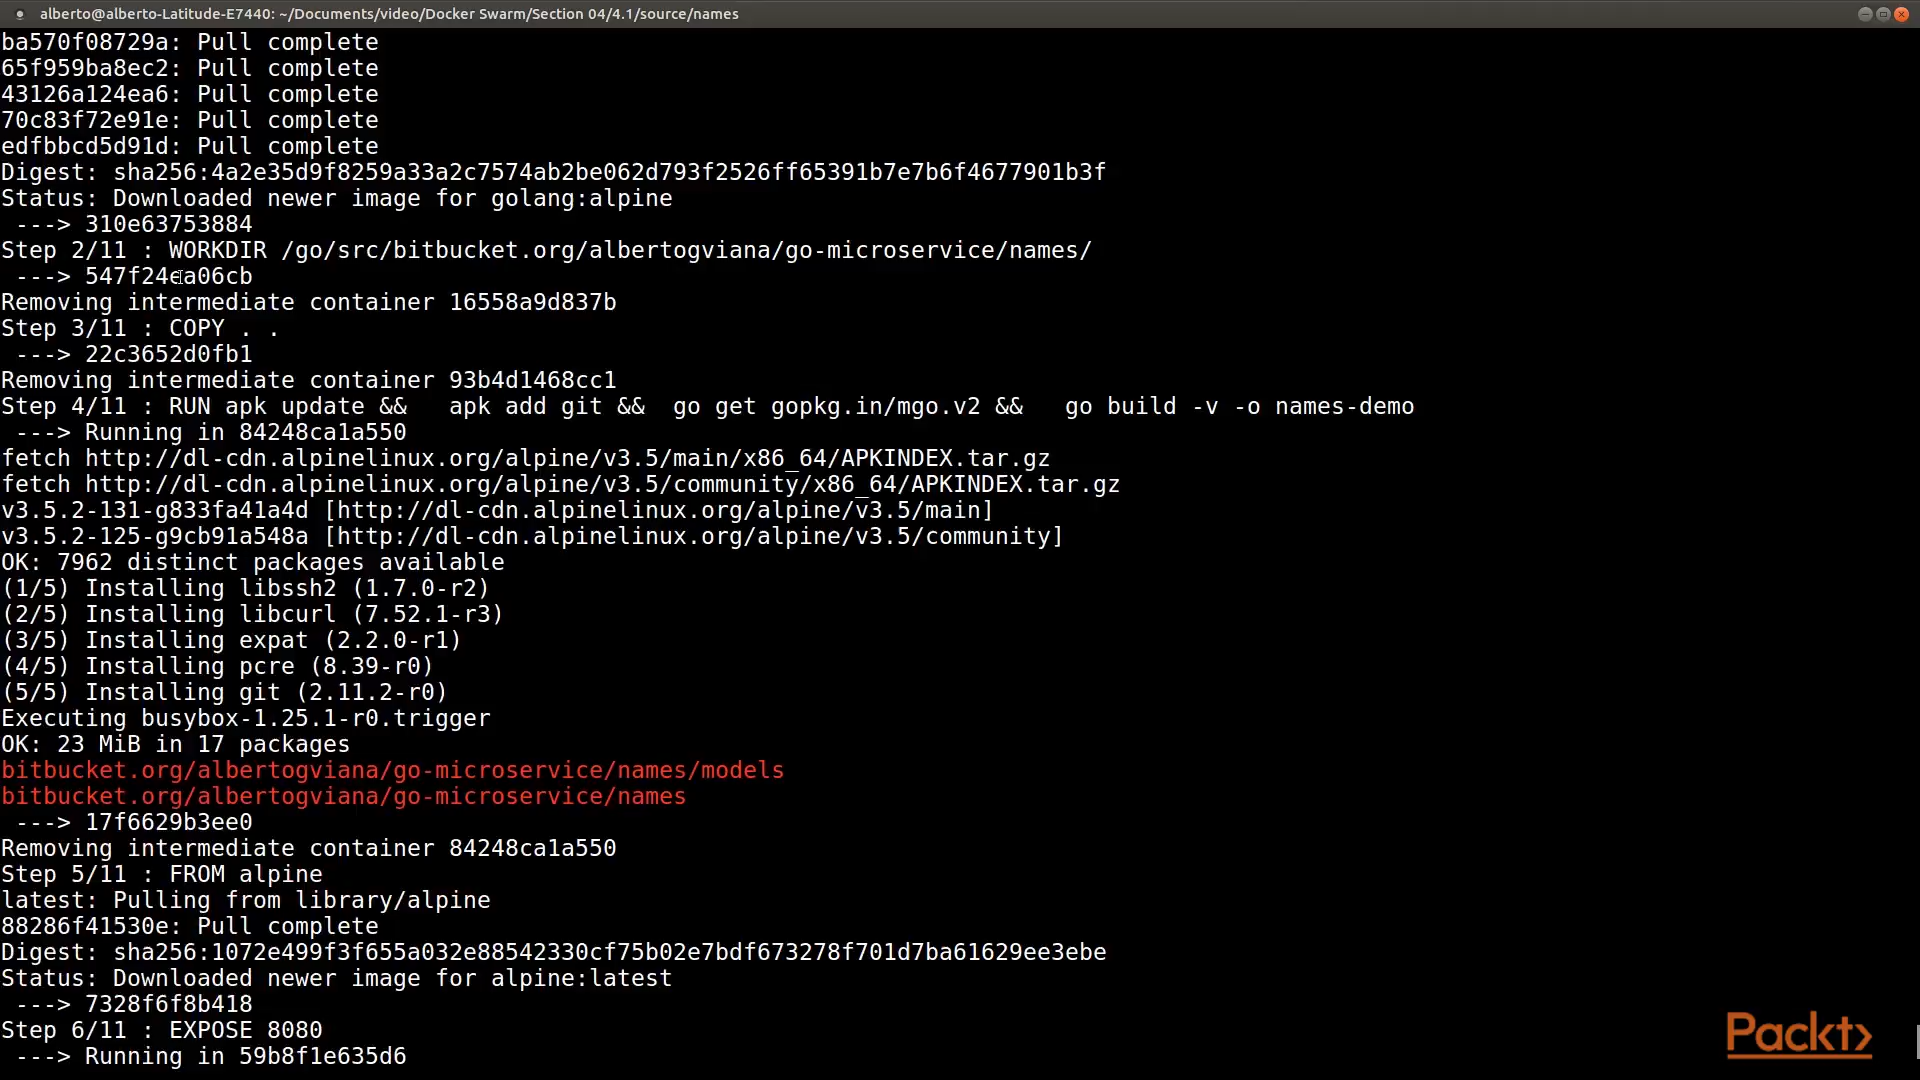 alberto@alberto-Latitude-E7440: ~/Documents/video/Docker Swarm/Section 04/4.1/source/names
ba570f08729a: Pull complete
65f959ba8ec2: Pull complete
43126a124ea6: Pull complete
70c83f72e91e: Pull complete
edfbbcd5d91d: Pull complete
Digest: sha256:4a2e35d9f8259a33a2c7574ab2be062d793f2526ff65391b7e7b6f4677901b3f
Status: Downloaded newer image for golang:alpine
 ---> 310e63753884
Step 2/11 : WORKDIR /go/src/bitbucket.org/albertogviana/go-microservice/names/
 ---> 547f24ea06cb
Removing intermediate container 16558a9d837b
Step 3/11 : COPY . .
 ---> 22c3652d0fb1
Removing intermediate container 93b4d1468cc1
Step 4/11 : RUN apk update &&   apk add git &&  go get gopkg.in/mgo.v2 &&   go build -v -o names-demo
 ---> Running in 84248ca1a550
fetch http://dl-cdn.alpinelinux.org/alpine/v3.5/main/x86_64/APKINDEX.tar.gz
fetch http://dl-cdn.alpinelinux.org/alpine/v3.5/community/x86_64/APKINDEX.tar.gz
v3.5.2-131-g833fa41a4d [http://dl-cdn.alpinelinux.org/alpine/v3.5/main]
v3.5.2-125-g9cb91a548a [http://dl-cdn.alpinelinux.org/alpine/v3.5/community]
OK: 7962 distinct packages available
(1/5) Installing libssh2 (1.7.0-r2)
(2/5) Installing libcurl (7.52.1-r3)
(3/5) Installing expat (2.2.0-r1)
(4/5) Installing pcre (8.39-r0)
(5/5) Installing git (2.11.2-r0)
Executing busybox-1.25.1-r0.trigger
OK: 23 MiB in 17 packages
bitbucket.org/albertogviana/go-microservice/names/models
bitbucket.org/albertogviana/go-microservice/names
 ---> 17f6629b3ee0
Removing intermediate container 84248ca1a550
Step 5/11 : FROM alpine
latest: Pulling from library/alpine
88286f41530e: Pull complete
Digest: sha256:1072e499f3f655a032e88542330cf75b02e7bdf673278f701d7ba61629ee3ebe
Status: Downloaded newer image for alpine:latest
 ---> 7328f6f8b418
Step 6/11 : EXPOSE 8080
 ---> Running in 59b8f1e635d6
Packt>